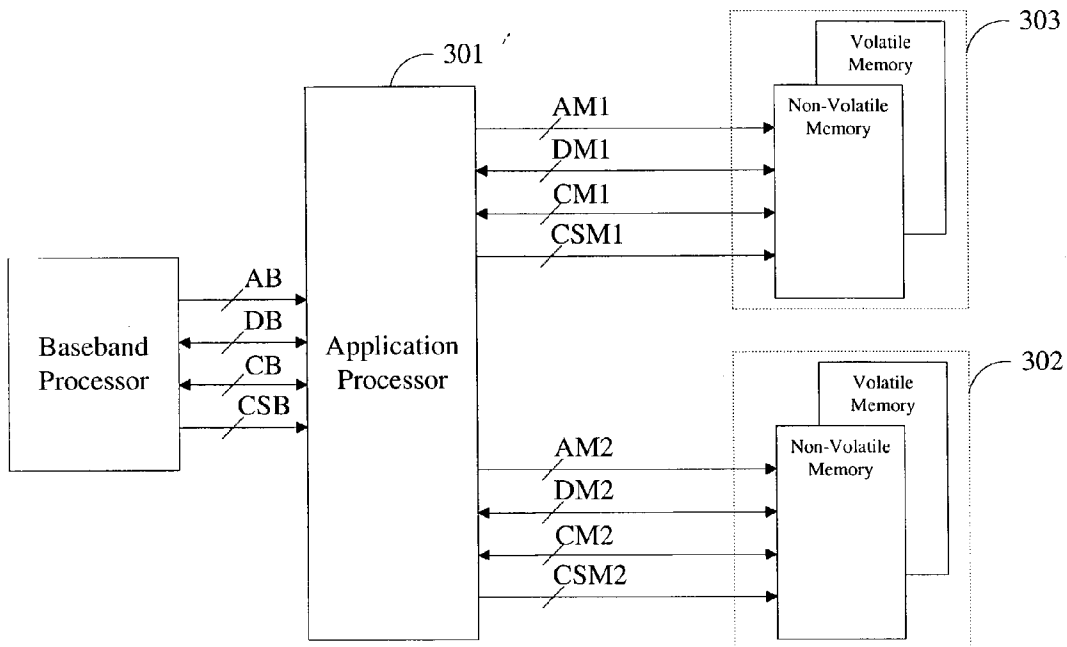 303
Volatile
Memory
301
Non-Volatile
Memory
AM1
DM1
CM1
CSM1
AB
DB
CB
CSB
Baseband
Processor
Application
Processor
302
Volatile
Memory
Non-Volatile
Memory
AM2
DM2
CM2
CSM2